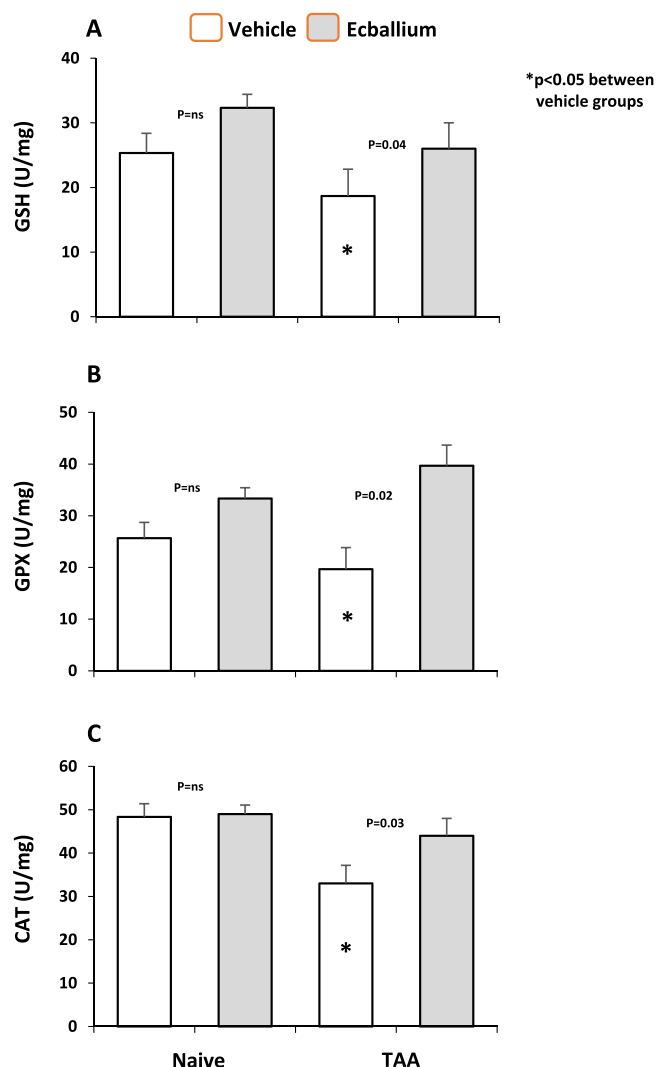 A
Vehicle Ecballium
*p<0.05 between
vehicle groups
GSH (U/mg)
40
30
20
10
0
P=ns
P=0.04
*
B
GPX (U/mg)
50
40
30
20
10
0
P=ns
P=0.02
*
C
CAT (U/mg)
60
50
40
30
20
10
0
P=ns
P=0.03
*
Naive TAA